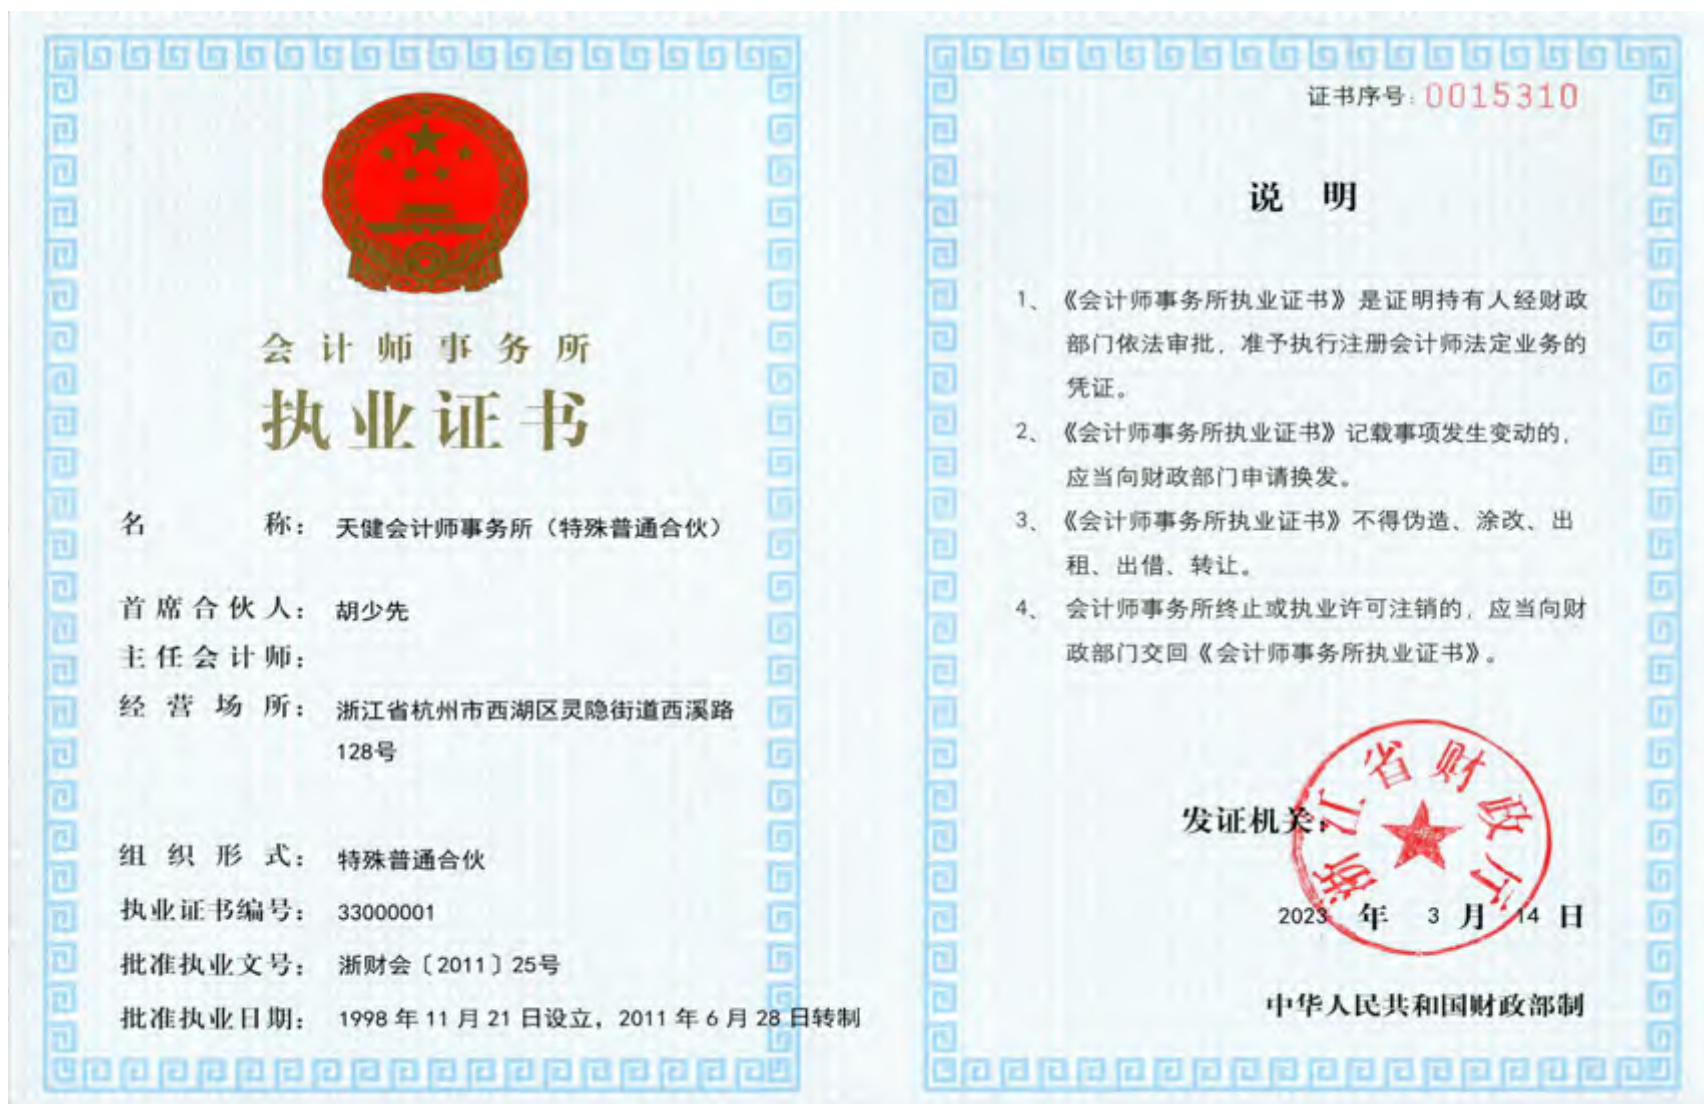 会计师事务所
执业证书
名称：天健会计师事务所（特殊普通合伙）
首席合伙人：胡少先
主任会计师：
经营场所：浙江省杭州市西湖区灵隐街道西溪路
128号
组织形式：特殊普通合伙
执业证书编号：33000001
批准执业文号：浙财会〔2011〕25号
批准执业日期：1998年11月21日设立，2011年6月28日转制
证书序号：0015310
说明
1、《会计师事务所执业证书》是证明持有人经财政
部门依法审批，准予执行注册会计师法定业务的
凭证。
2、《会计师事务所执业证书》记载事项发生变动的，
应当向财政部门申请换发。
3、《会计师事务所执业证书》不得伪造、涂改、出
租、出借、转让。
4、会计师事务所终止或执业许可注销的，应当向财
政部门交回《会计师事务所执业证书》。
发证机关：
浙江省财政厅
2023年3月14日
中华人民共和国财政部制